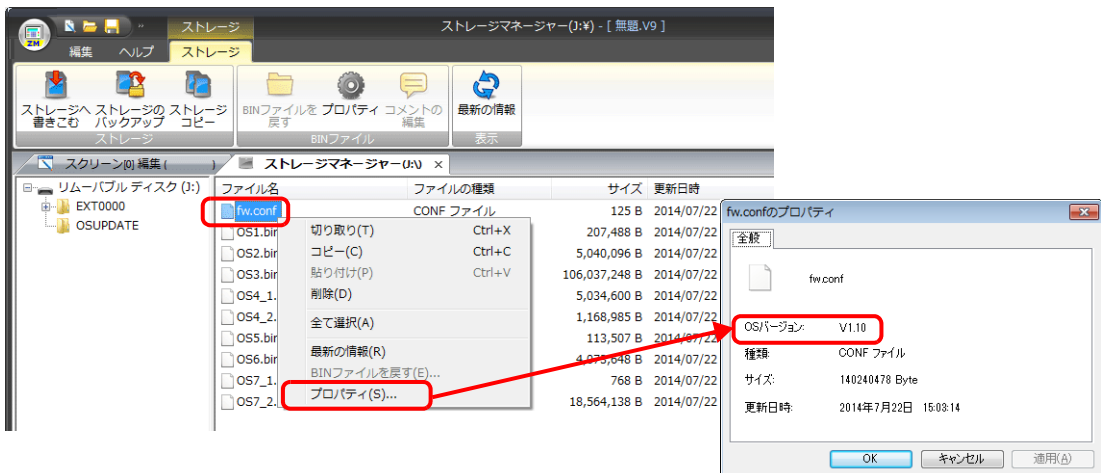 ストレージ
ストレージマネージャー(J:¥) - [ 無題.V9 ]
ZM
編集 ヘルプ ストレージ
ストレージへ書きこむ
ストレージのバックアップ
ストレージコピー
BINファイルを戻す
プロパティ
コメントの編集
最新の情報
ストレージ
BINファイル
表示
スクリーン[0] 編集 ( )
ストレージマネージャー(J:\) ×
リムーバブル ディスク (J:)
EXT0000
OSUPDATE
ファイル名 ファイルの種類 サイズ 更新日時
fw.conf CONF ファイル 125 B 2014/07/22
OS1.bin 207,488 B 2014/07/22
OS2.bin 5,040,096 B 2014/07/22
OS3.bin 106,037,248 B 2014/07/22
OS4_1. 5,034,600 B 2014/07/22
OS4_2. 1,168,985 B 2014/07/22
OS5.bin 113,507 B 2014/07/22
OS6.bin 4,073,648 B 2014/07/22
OS7_1. 768 B 2014/07/22
OS7_2. 18,564,138 B 2014/07/22
切り取り(T) Ctrl+X
コピー(C) Ctrl+C
貼り付け(P) Ctrl+V
削除(D)
全て選択(A)
最新の情報(R)
BINファイルを戻す(E)...
プロパティ(S)...
fw.confのプロパティ
全般
fw.conf
OSバージョン: V1.10
種類: CONF ファイル
サイズ: 140240478 Byte
更新日時: 2014年7月22日 15:03:14
OK キャンセル 適用(A)